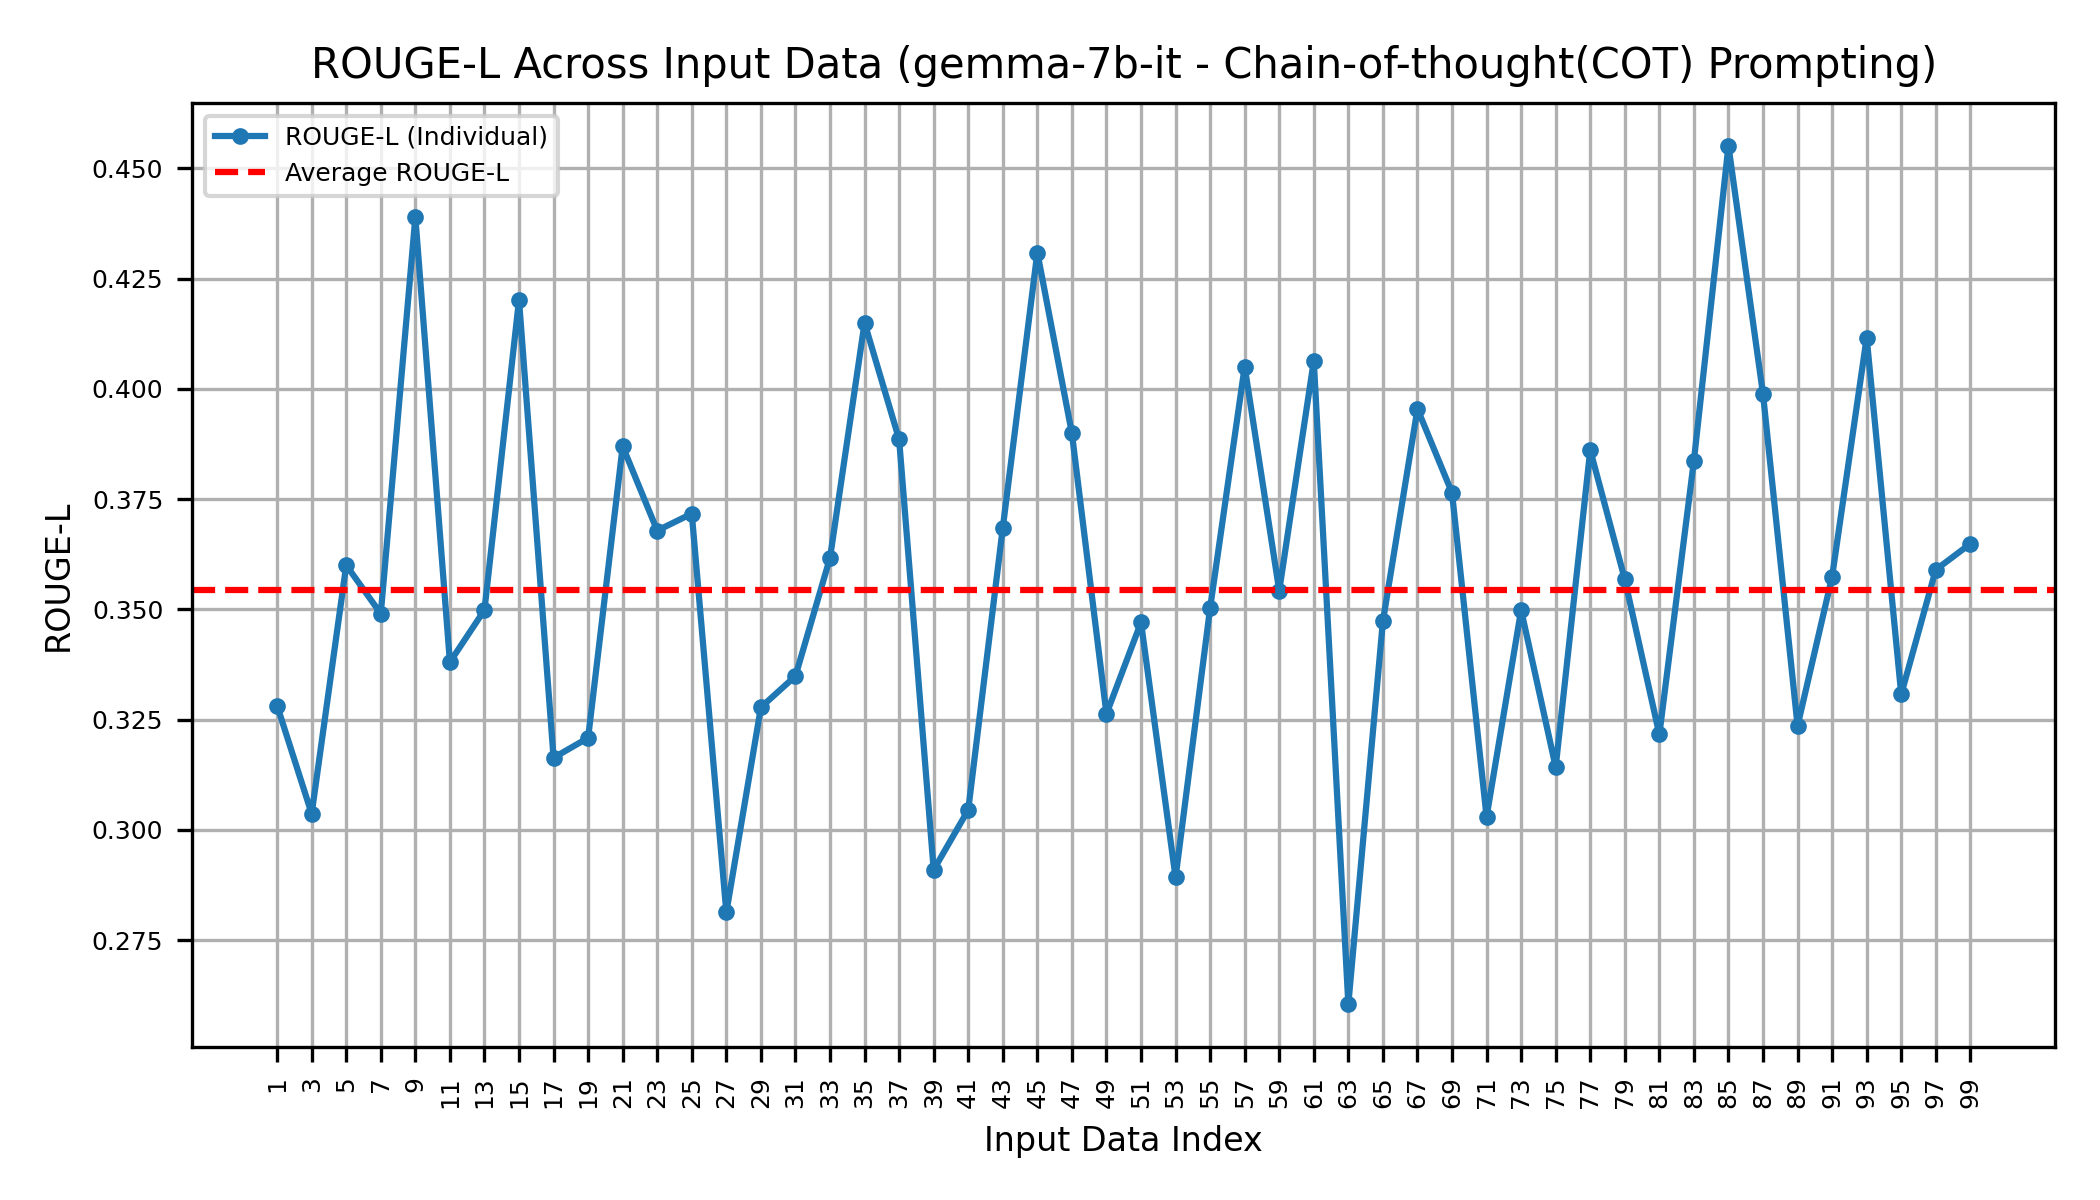 ROUGE-L Across Input Data (gemma-7b-it - Chain-of-thought(COT) Prompting)
ROUGE-L (Individual)
Average ROUGE-L
ROUGE-L
0.450
0.425
0.400
0.375
0.350
0.325
0.300
0.275
1 3 5 7 9 11 13 15 17 19 21 23 25 27 29 31 33 35 37 39 41 43 45 47 49 51 53 55 57 59 61 63 65 67 69 71 73 75 77 79 81 83 85 87 89 91 93 95 97 99
Input Data Index